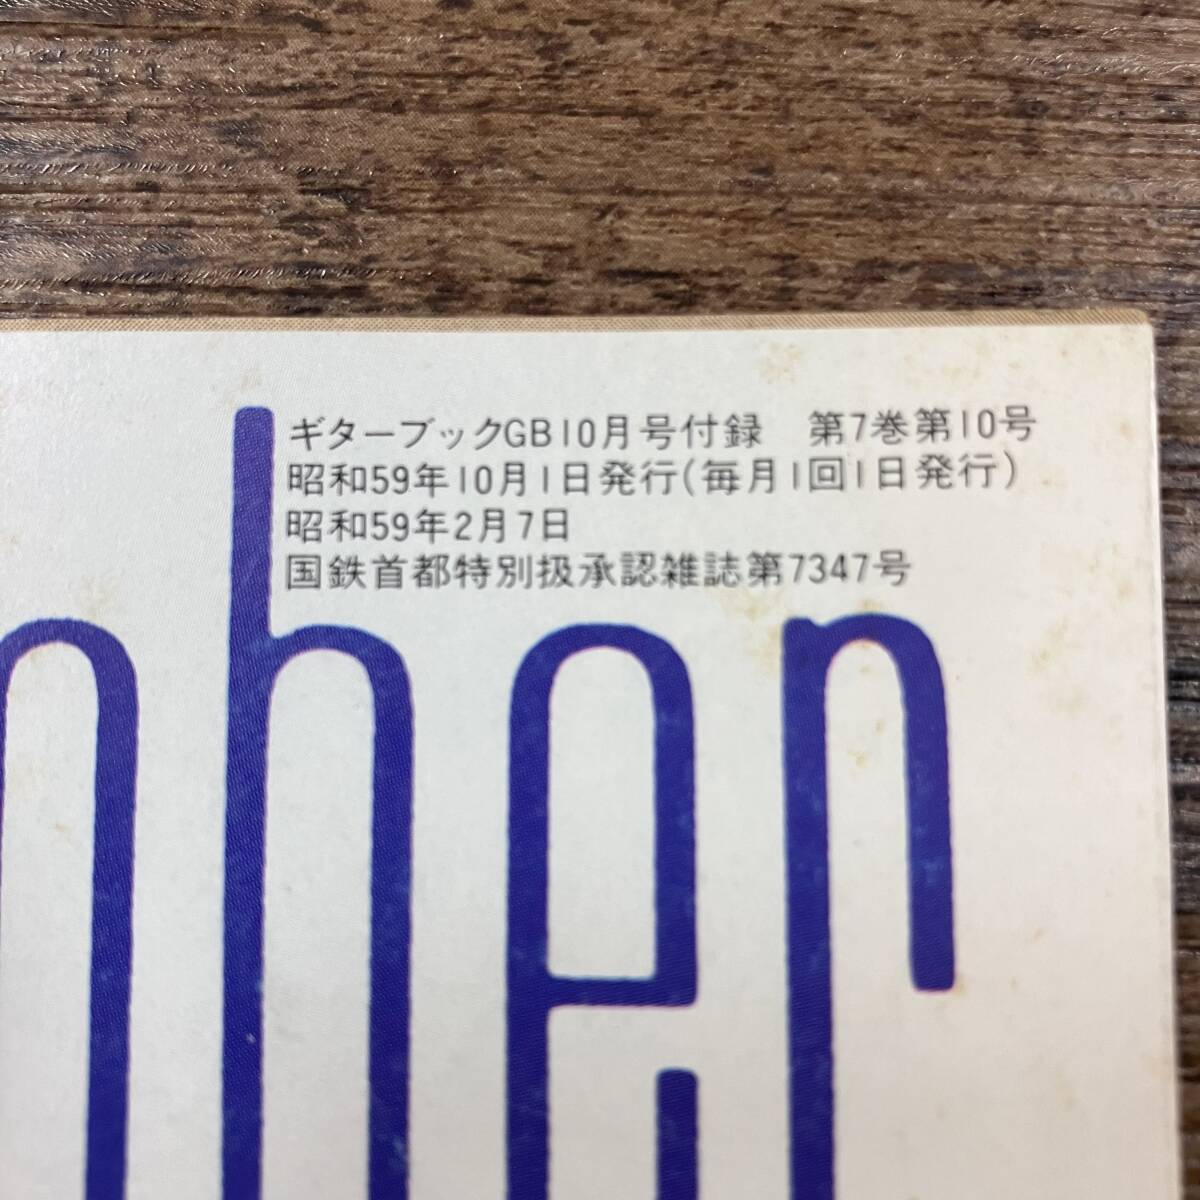 ギターブックGB10月号付録　第7巻第10号
昭和59年10月1日発行(毎月1回1日発行)
昭和59年2月7日
国鉄首都特別扱承認雑誌第7347号
her